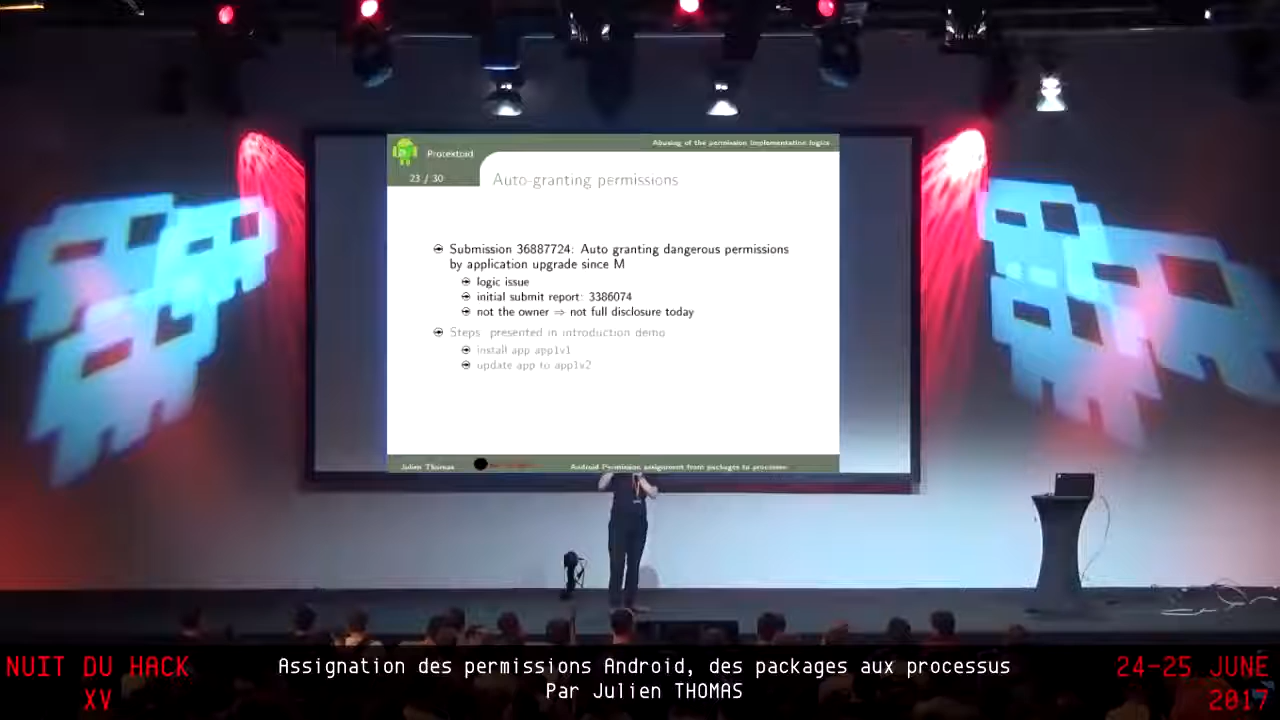 Abusing of the permission implementation logics
Protextoid
23 / 30
Auto-granting permissions
Submission 36887724: Auto granting dangerous permissions
by application upgrade since M
logic issue
initial submit report: 3386074
not the owner ⇒ not full disclosure today
Steps presented in introduction demo
install app app1v1
update app to app1v2
Julien Thomas
Android Permission assignment from packages to processes
NUIT DU HACK
XV
Assignation des permissions Android, des packages aux processus
Par Julien THOMAS
24-25 JUNE
2017